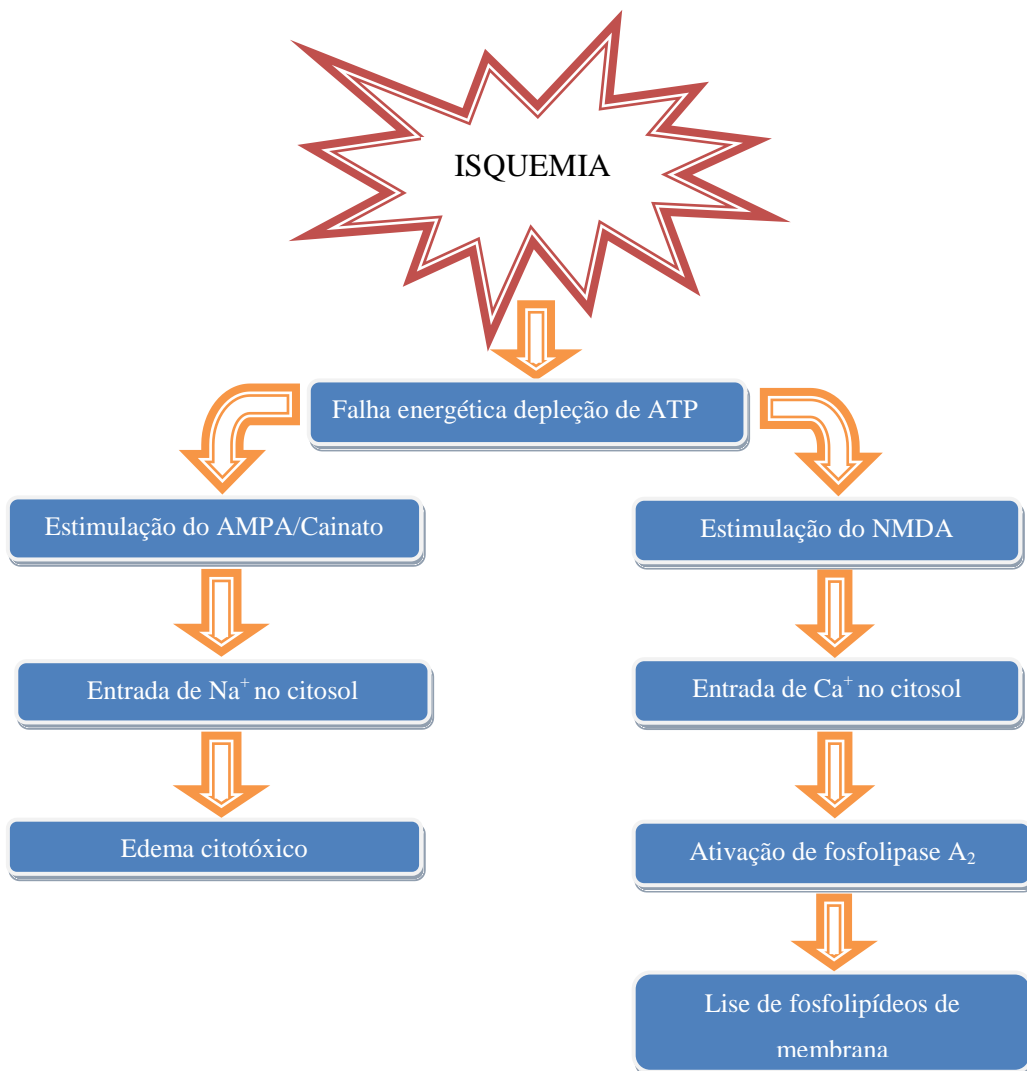 ISQUEMIA
Falha energética depleção de ATP
Estimulação do AMPA/Cainato
Estimulação do NMDA
Entrada de Na⁺ no citosol
Entrada de Ca⁺ no citosol
Edema citotóxico
Ativação de fosfolipase A₂
Lise de fosfolipídeos de
membrana